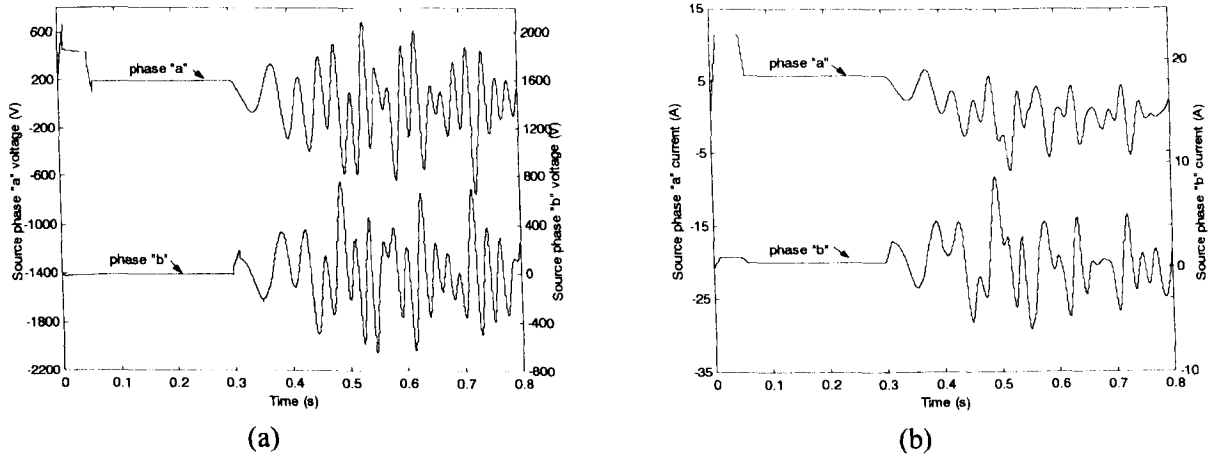 600
200
-200
-600
-1000
-1400
-1800
-2200
Source phase "a" voltage (V)
phase "a"
phase "b"
2000
1600
1200
800
400
0
-400
-800
Source phase "b" voltage (V)
0 0.1 0.2 0.3 0.4 0.5 0.6 0.7 0.8
Time (s)
(a)
15
5
-5
-15
-25
-35
Source phase "a" current (A)
phase "a"
phase "b"
20
10
0
-10
Source phase "b" current (A)
0 0.1 0.2 0.3 0.4 0.5 0.6 0.7 0.8
Time (s)
(b)